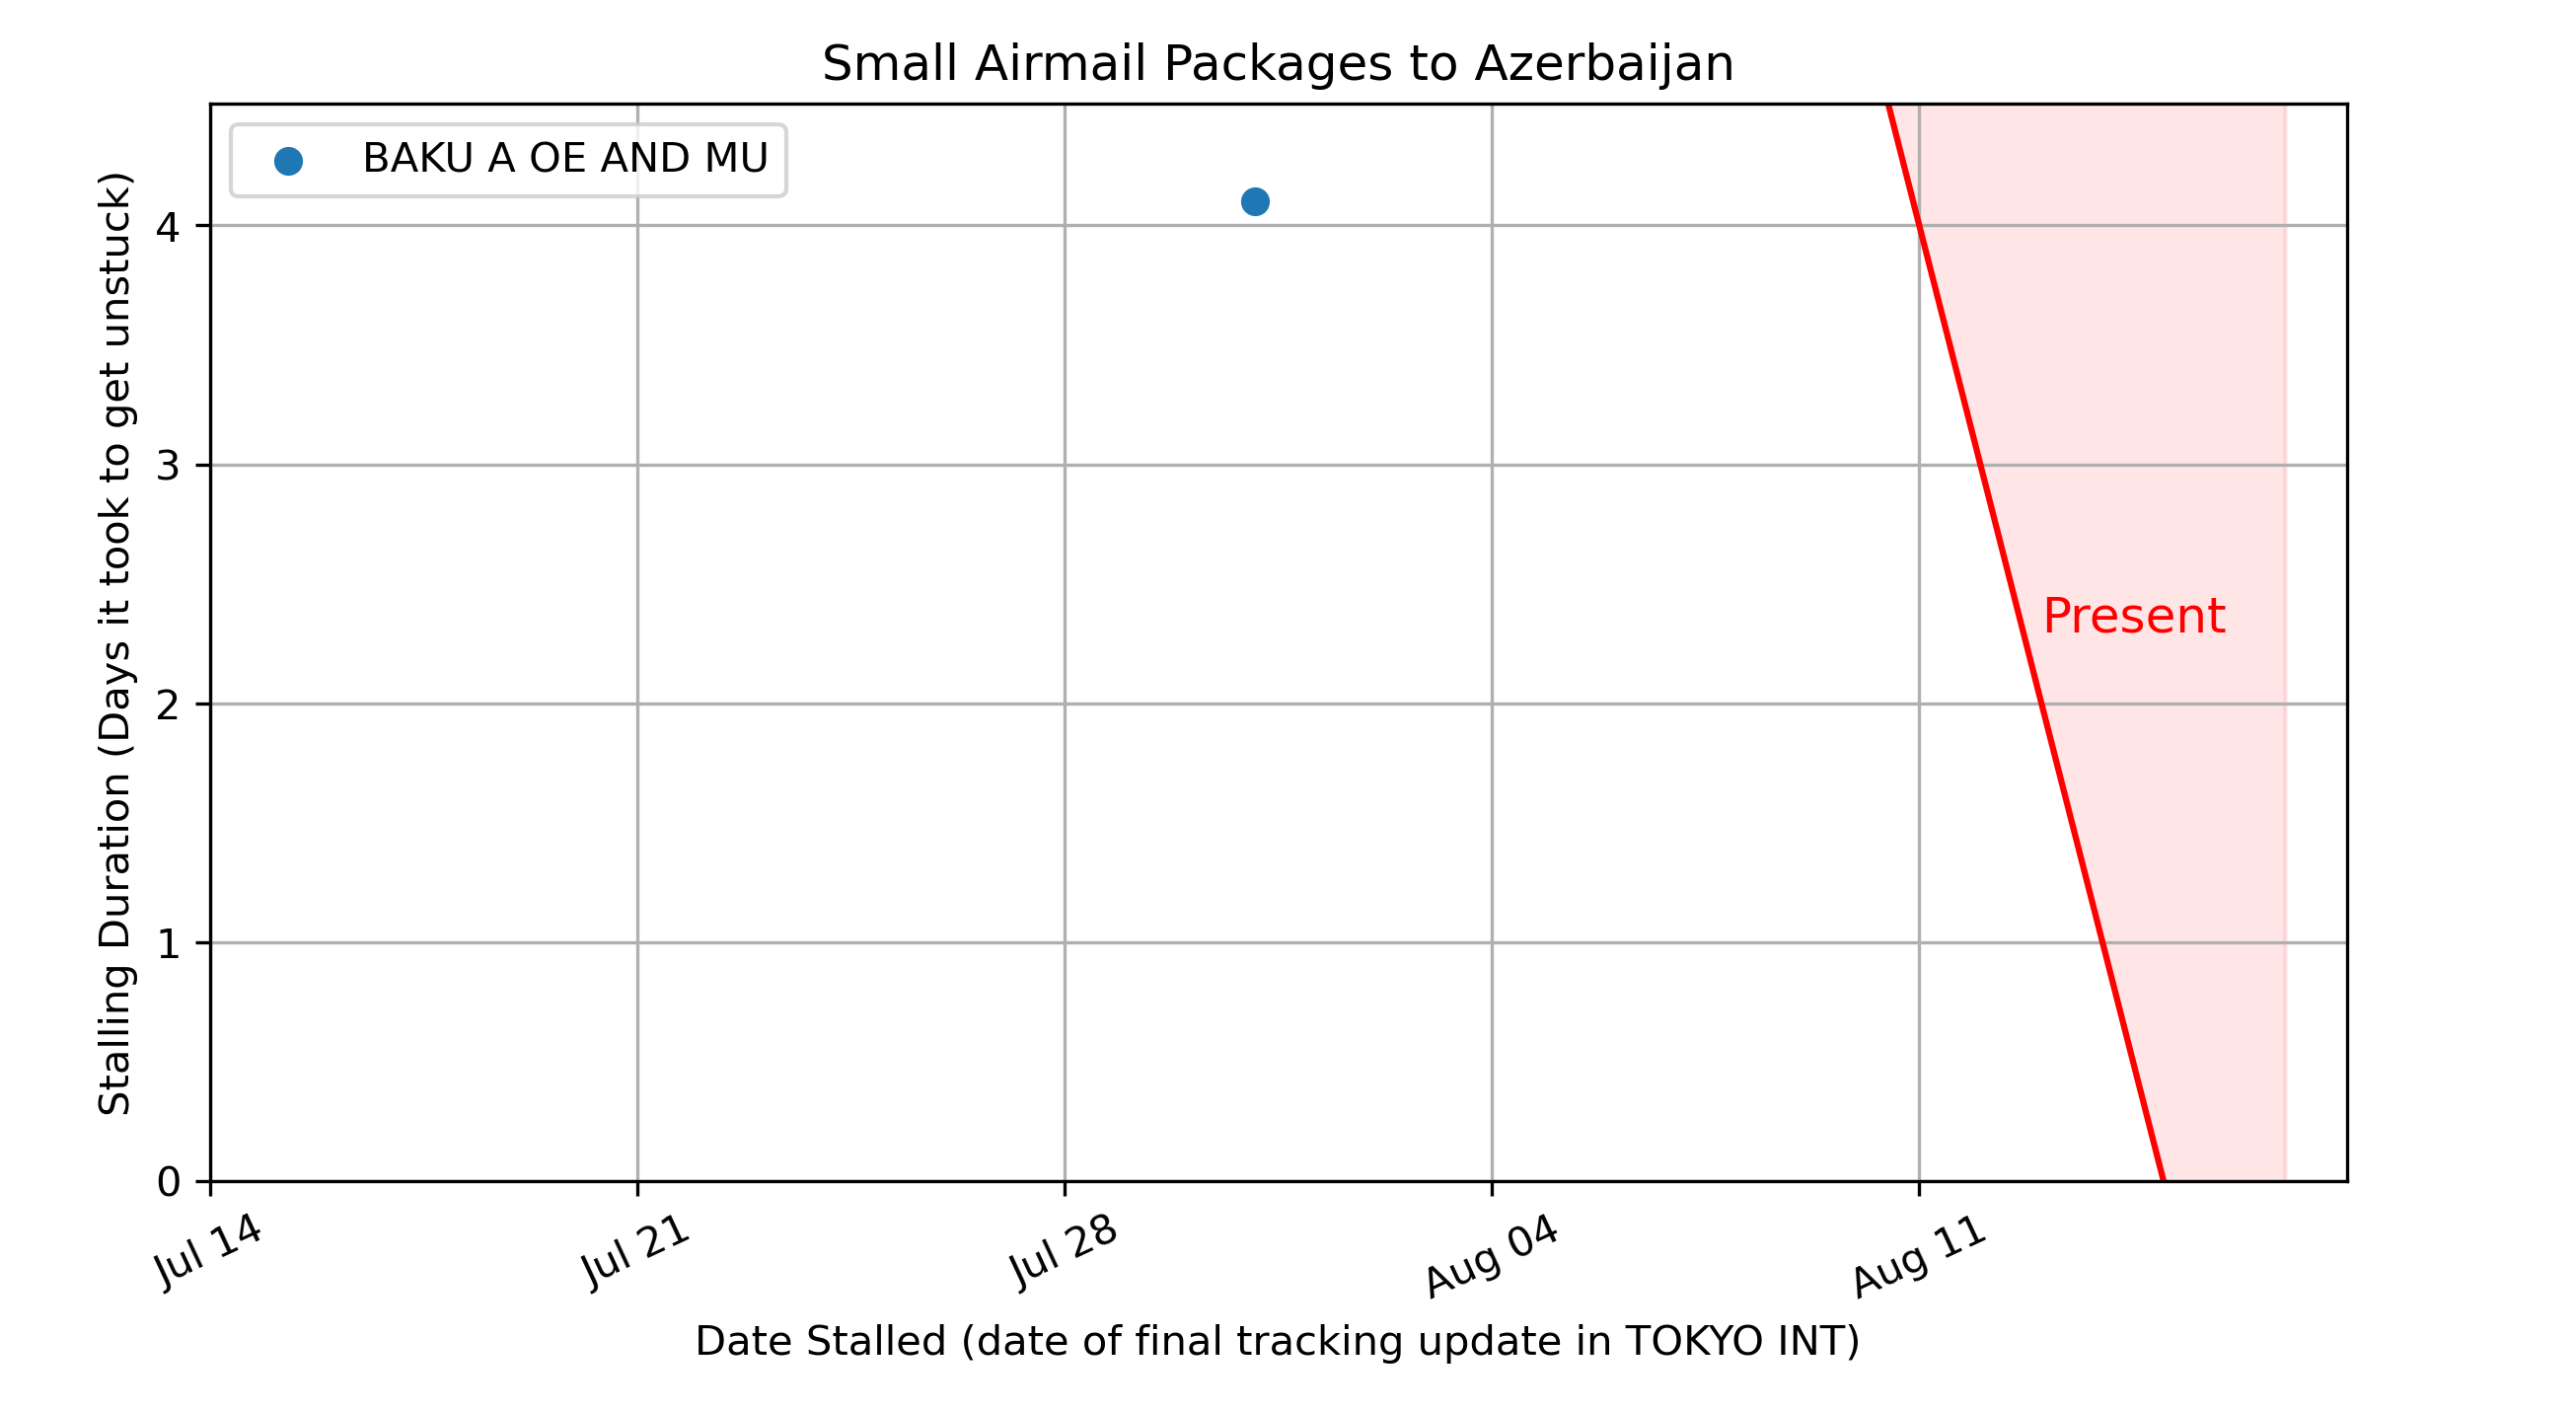 Small Airmail Packages to Azerbaijan
BAKU A OE AND MU
Stalling Duration (Days it took to get unstuck)
4
3
2
1
0
Present
Jul 14
Jul 21
Jul 28
Aug 04
Aug 11
Date Stalled (date of final tracking update in TOKYO INT)